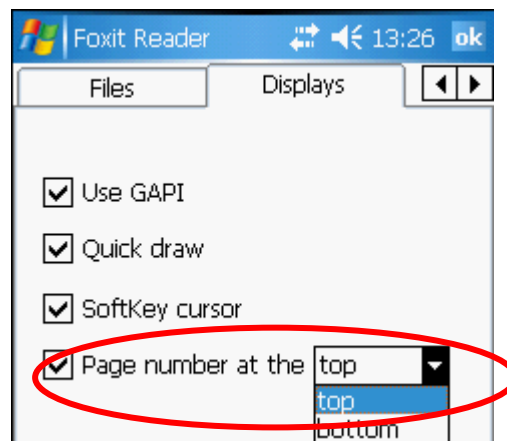 Foxit Reader 13:26 ok
Files Displays
Use GAPI
Quick draw
SoftKey cursor
Page number at the top
top
bottom